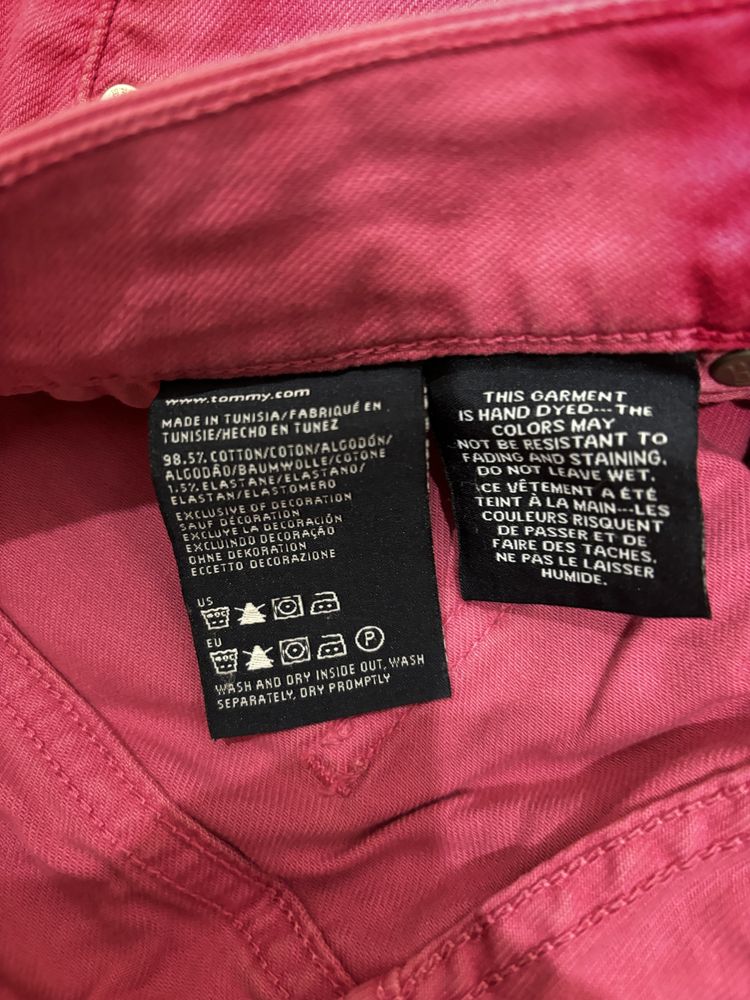 www.tommy.com
MADE IN TUNISIA/FABRIQUÉ EN
TUNISIE/HECHO EN TUNEZ
98.5% COTTON/COTON/ALGODÓN/
ALGODÃO/BAUMWOLLE/COTONE
1.5% ELASTANE/ELASTANO/
ELASTAN/ELASTOMERO
EXCLUSIVE OF DECORATION
SAUF DÉCORATION
EXCLUYE LA DECORACIÓN
EXCLUINDO DECORAÇÃO
OHNE DEKORATION
ECCETTO DECORAZIONE
US
EU
40°C
P
WASH AND DRY INSIDE OUT, WASH
SEPARATELY, DRY PROMPTLY
THIS GARMENT
IS HAND DYED---THE
COLORS MAY
NOT BE RESISTANT TO
FADING AND STAINING.
DO NOT LEAVE WET.
CE VÊTEMENT A ÉTÉ
TEINT À LA MAIN---LES
COULEURS RISQUENT
DE PASSER ET DE
FAIRE DES TACHES.
NE PAS LE LAISSER
HUMIDE.